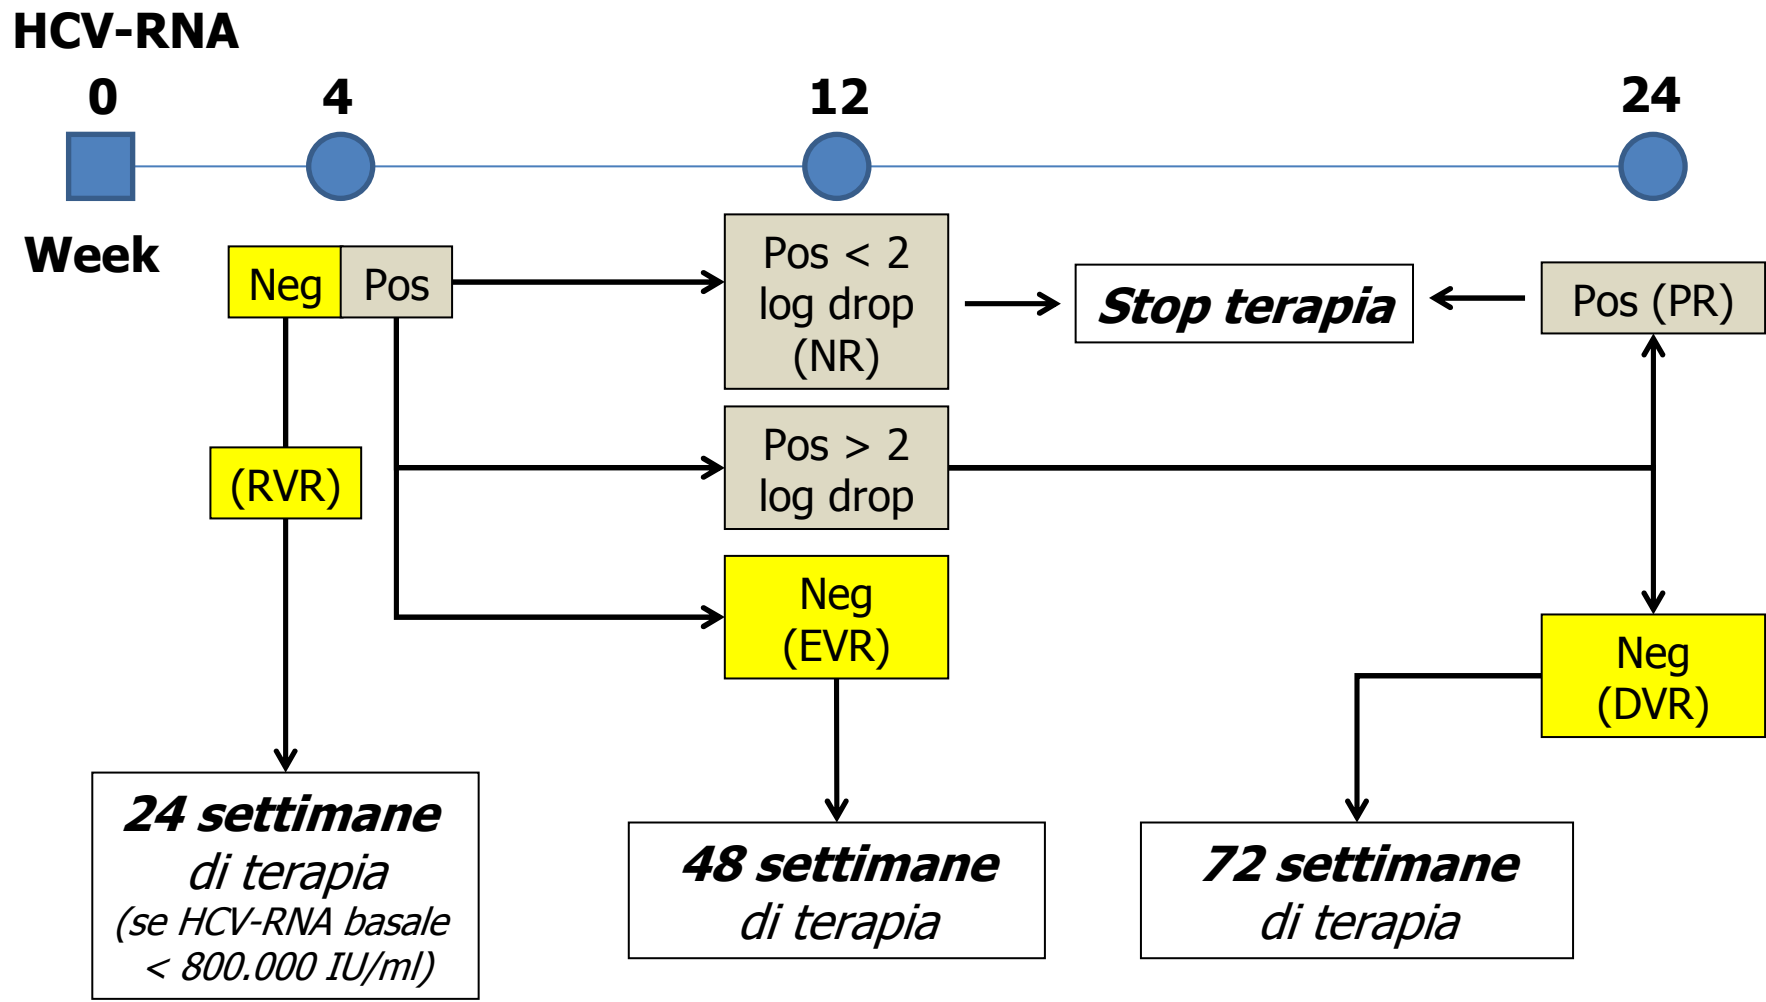 HCV-RNA
0
4
12
24
Week
Neg
Pos
Pos < 2
log drop
(NR)
Stop terapia
Pos (PR)
(RVR)
Pos > 2
log drop
Neg
(EVR)
Neg
(DVR)
24 settimane
di terapia
(se HCV-RNA basale
< 800.000 IU/ml)
48 settimane
di terapia
72 settimane
di terapia